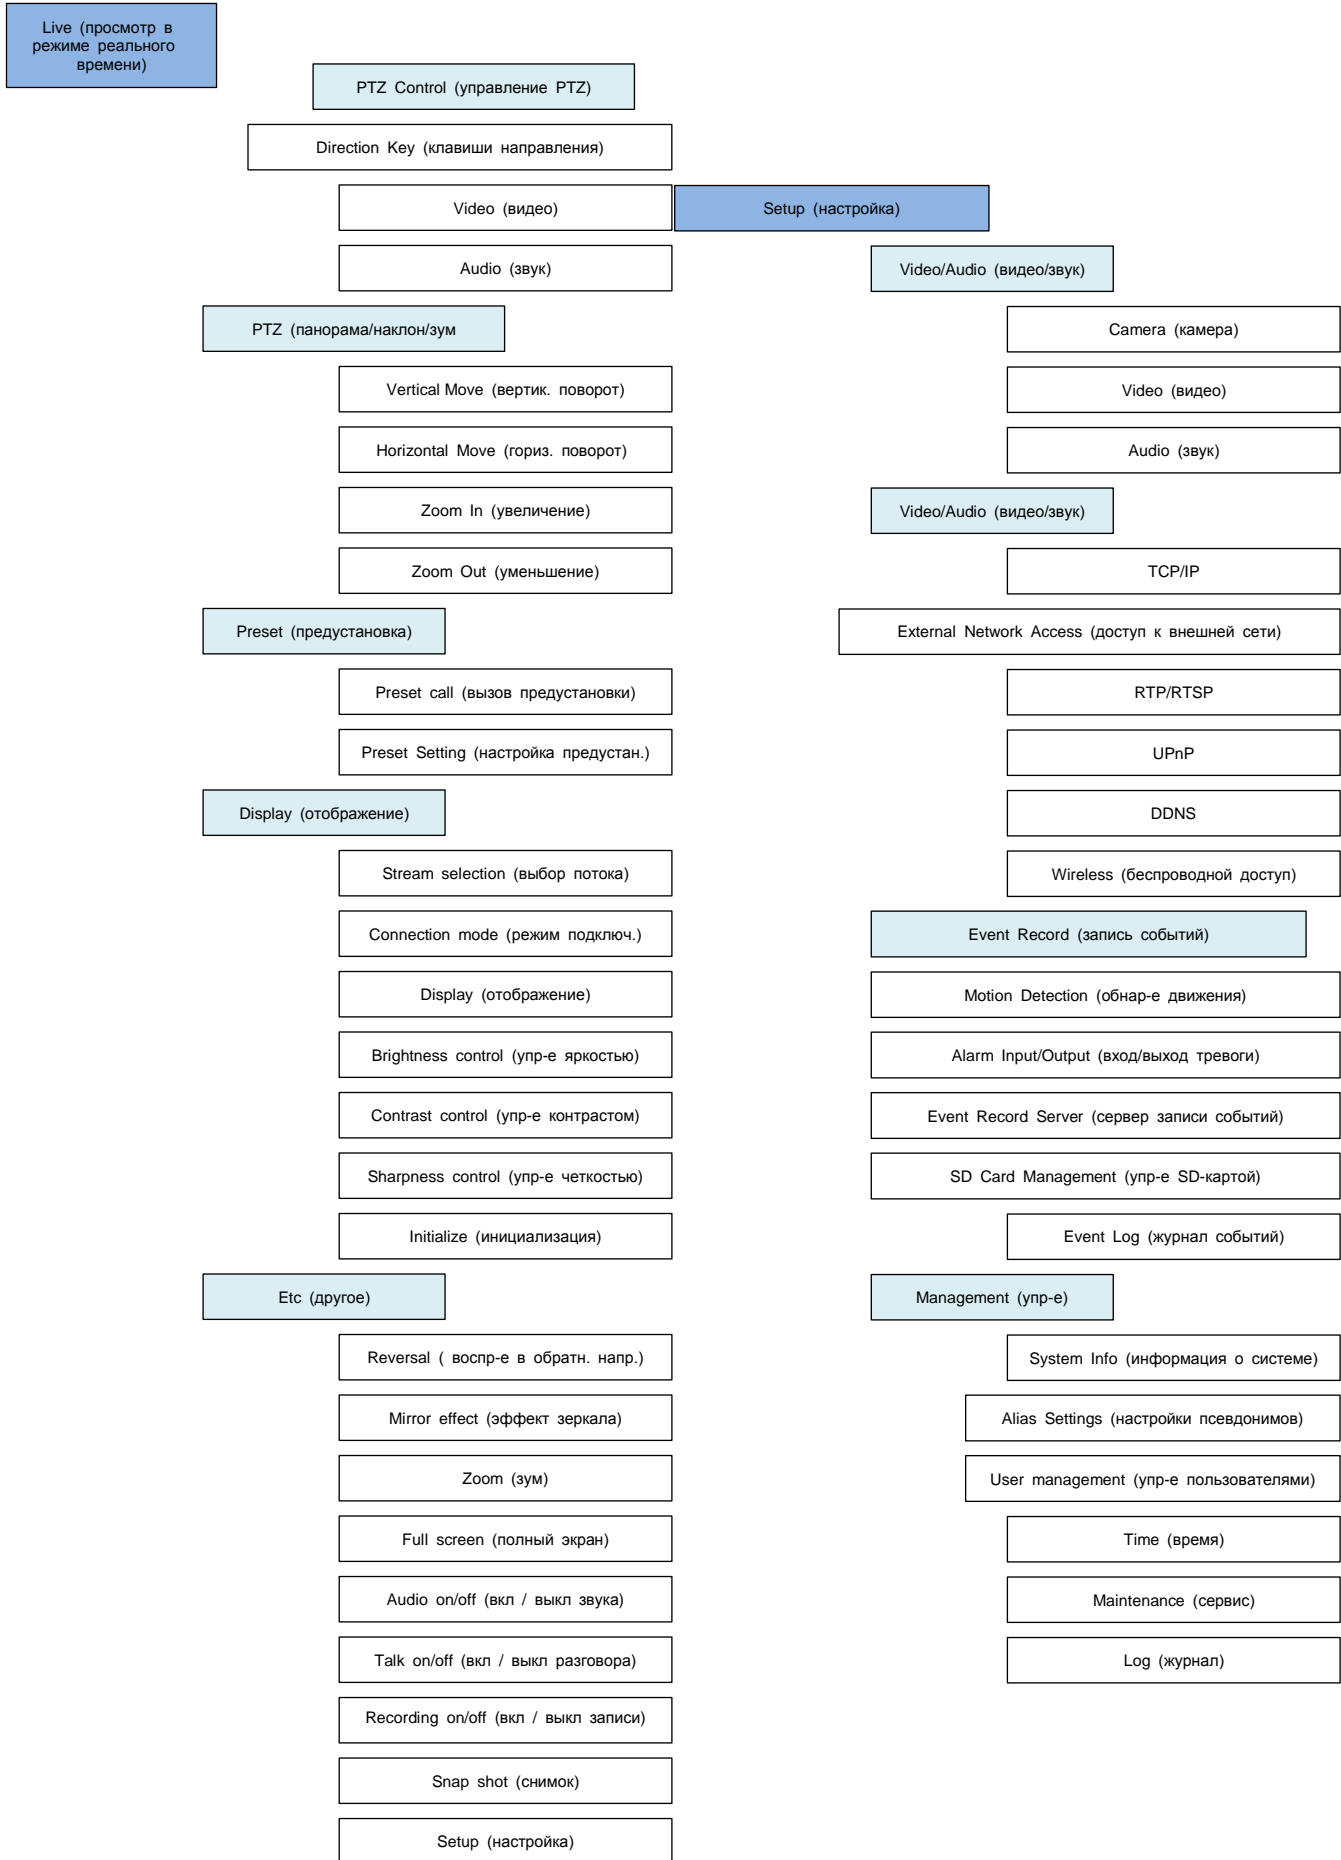 Live (просмотр в
режиме реального
времени)
PTZ Control (управление PTZ)
Direction Key (клавиши направления)
Video (видео)
Audio (звук)
PTZ (панорама/наклон/зум
Vertical Move (вертик. поворот)
Horizontal Move (гориз. поворот)
Zoom In (увеличение)
Zoom Out (уменьшение)
Preset (предустановка)
Preset call (вызов предустановки)
Preset Setting (настройка предустан.)
Display (отображение)
Stream selection (выбор потока)
Connection mode (режим подключ.)
Display (отображение)
Brightness control (упр-е яркостью)
Contrast control (упр-е контрастом)
Sharpness control (упр-е четкостью)
Initialize (инициализация)
Etc (другое)
Reversal ( воспр-е в обратн. напр.)
Mirror effect (эффект зеркала)
Zoom (зум)
Full screen (полный экран)
Audio on/off (вкл / выкл звука)
Talk on/off (вкл / выкл разговора)
Recording on/off (вкл / выкл записи)
Snap shot (снимок)
Setup (настройка)
Setup (настройка)
Video/Audio (видео/звук)
Camera (камера)
Video (видео)
Audio (звук)
Video/Audio (видео/звук)
TCP/IP
External Network Access (доступ к внешней сети)
RTP/RTSP
UPnP
DDNS
Wireless (беспроводной доступ)
Event Record (запись событий)
Motion Detection (обнар-е движения)
Alarm Input/Output (вход/выход тревоги)
Event Record Server (сервер записи событий)
SD Card Management (упр-е SD-картой)
Event Log (журнал событий)
Management (упр-е)
System Info (информация о системе)
Alias Settings (настройки псевдонимов)
User management (упр-е пользователями)
Time (время)
Maintenance (сервис)
Log (журнал)